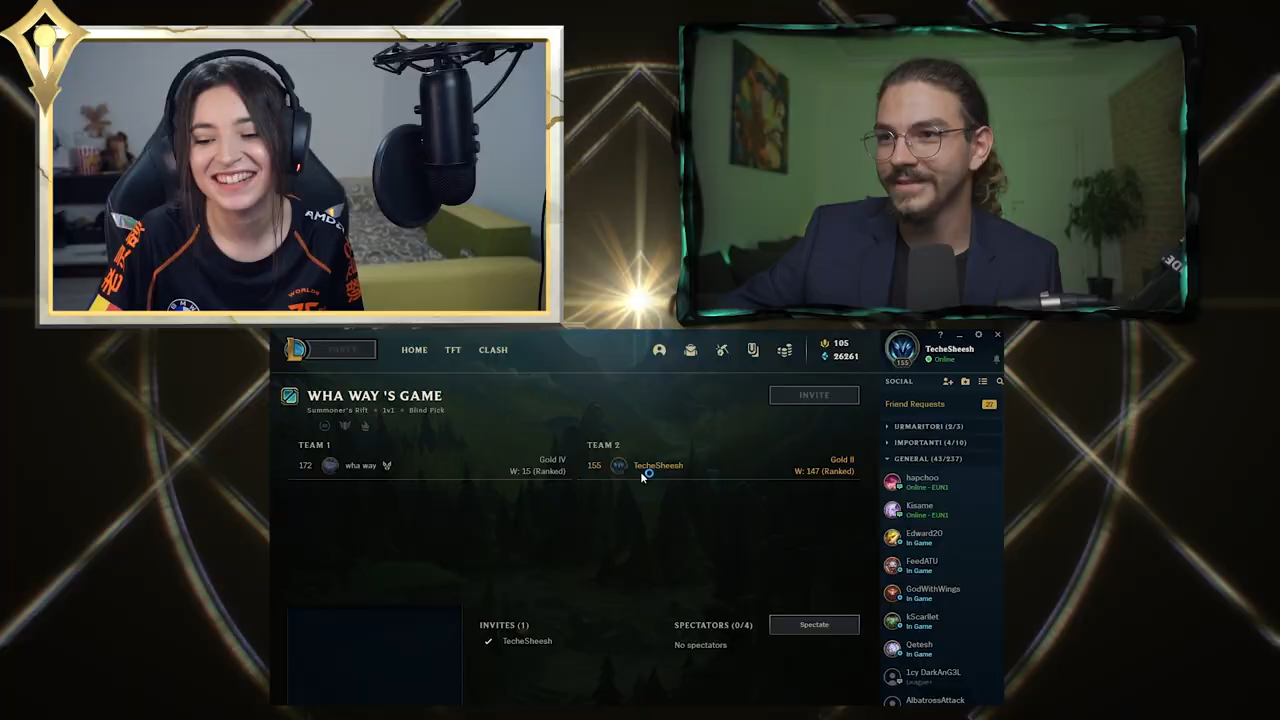 AMD
WORLDS
HOME
TFT
CLASH
105
26261
155
TecheSheesh
Online
WHA WAY 'S GAME
Summoner's Rift • 1v1 • Blind Pick
INVITE
SOCIAL
Friend Requests
27
URMARITORI (2/3)
IMPORTANTI (4/10)
GENERAL (43/237)
TEAM 1
172
wha way
Gold IV
W: 15 (Ranked)
TEAM 2
155
TecheSheesh
Gold II
W: 147 (Ranked)
hapchoo
Online - EUN1
Kisame
Online - EUN1
Edward20
In Game
FeedATU
In Game
GodWithWings
In Game
kScarllet
In Game
Qetesh
In Game
1cy DarkAnG3L
League+
AlbatrossAttack
INVITES (1)
TecheSheesh
SPECTATORS (0/4)
No spectators
Spectate